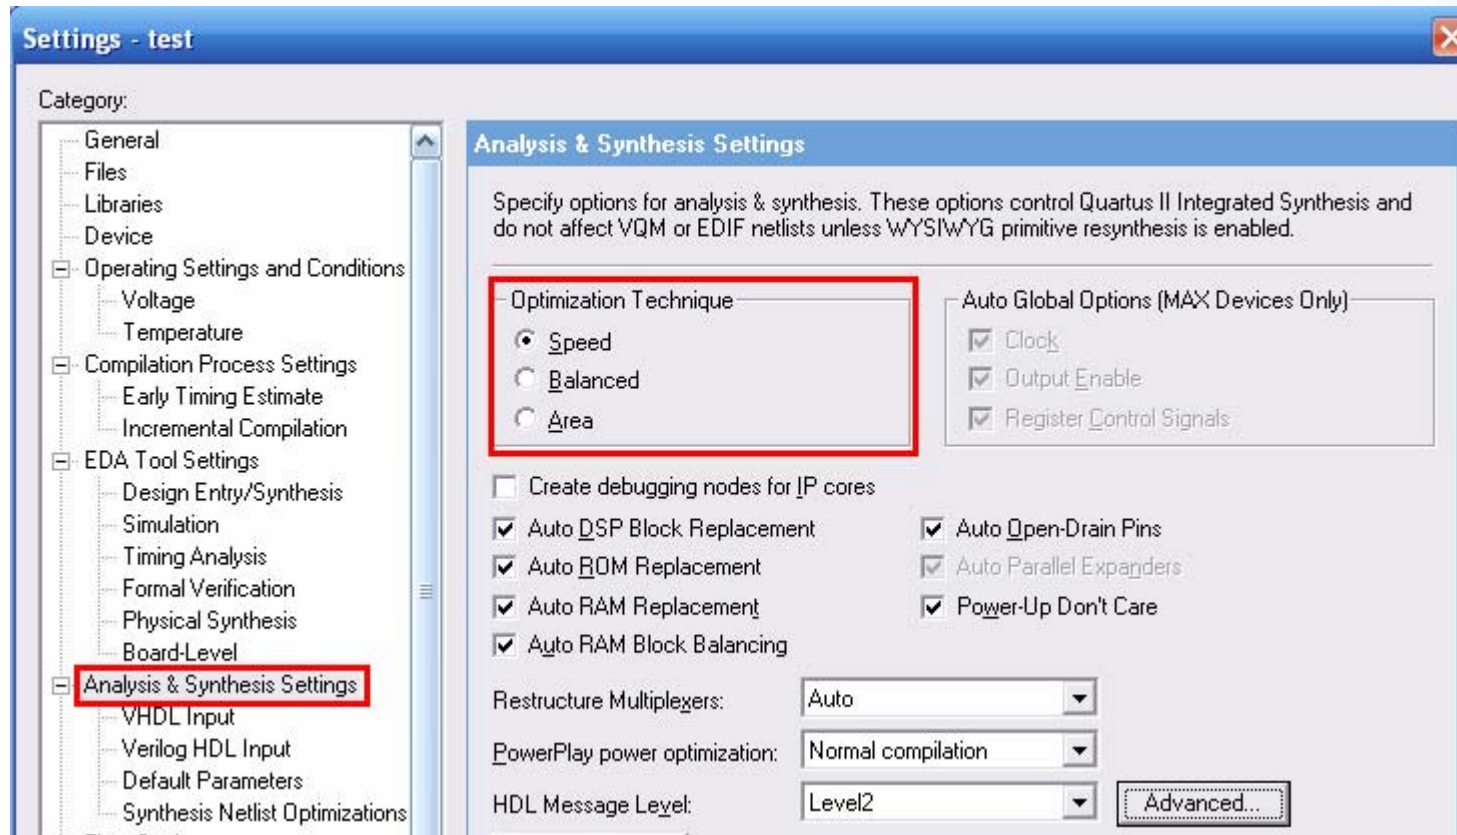 Settings - test
Category:
General
Files
Libraries
Device
Operating Settings and Conditions
Voltage
Temperature
Compilation Process Settings
Early Timing Estimate
Incremental Compilation
EDA Tool Settings
Design Entry/Synthesis
Simulation
Timing Analysis
Formal Verification
Physical Synthesis
Board-Level
Analysis & Synthesis Settings
VHDL Input
Verilog HDL Input
Default Parameters
Synthesis Netlist Optimizations
Analysis & Synthesis Settings
Specify options for analysis & synthesis. These options control Quartus II Integrated Synthesis and
do not affect VQM or EDIF netlists unless WYSIWYG primitive resynthesis is enabled.
Optimization Technique
Speed
Balanced
Area
Auto Global Options (MAX Devices Only)
Clock
Output Enable
Register Control Signals
Create debugging nodes for IP cores
Auto DSP Block Replacement
Auto ROM Replacement
Auto RAM Replacement
Auto RAM Block Balancing
Auto Open-Drain Pins
Auto Parallel Expanders
Power-Up Don't Care
Restructure Multiplexers: Auto
PowerPlay power optimization: Normal compilation
HDL Message Level: Level2 Advanced...